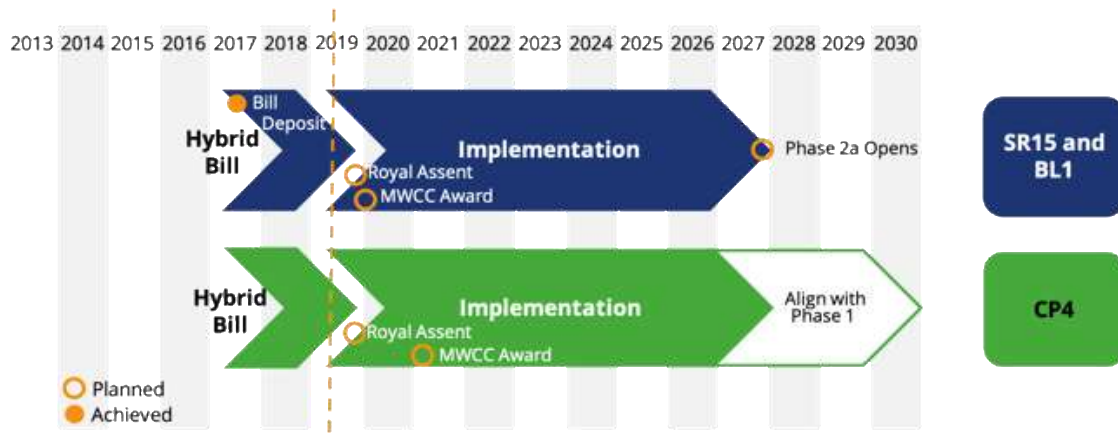 2013 2014 2015 2016 2017 2018 2019 2020 2021 2022 2023 2024 2025 2026 2027 2028 2029 2030
Bill
Deposit
Hybrid
Bill
Implementation
Royal Assent
MWCC Award
Phase 2a Opens
SR15 and
BL1
Hybrid
Bill
Implementation
Royal Assent
MWCC Award
Align with
Phase 1
CP4
Planned
Achieved